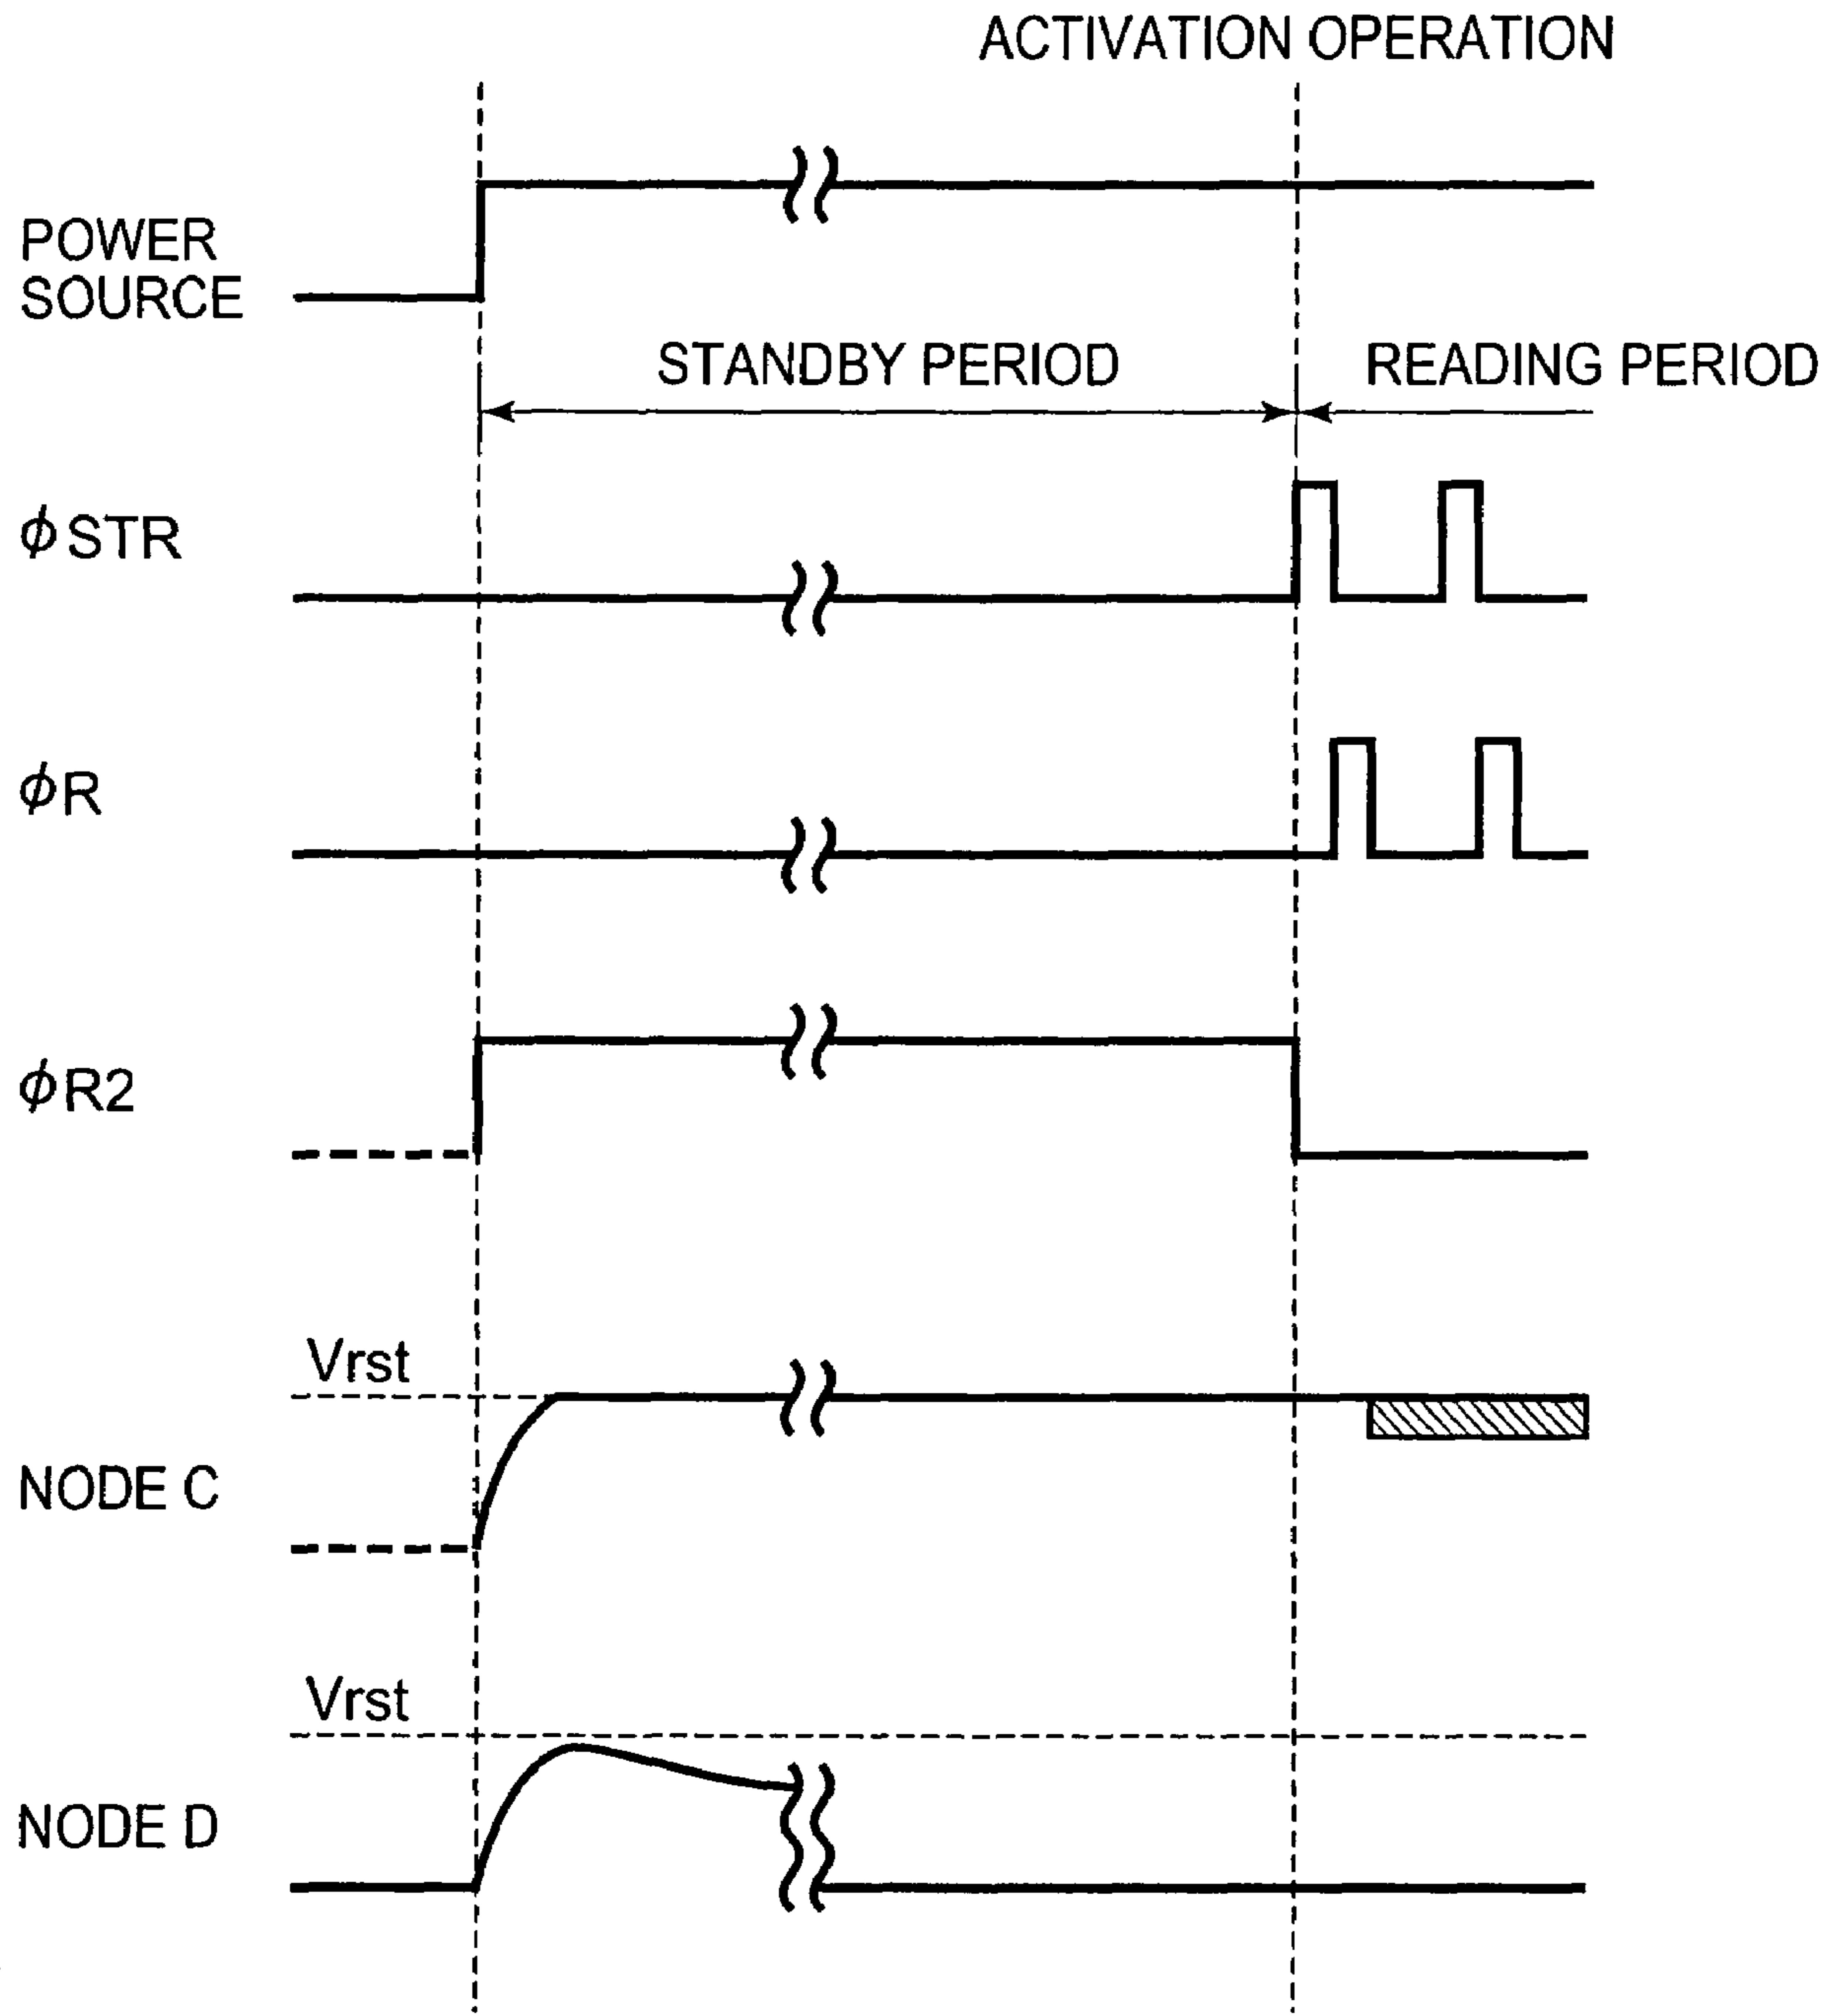 ACTIVATION OPERATION
POWER
SOURCE
STANDBY PERIOD
READING PERIOD
ϕSTR
ϕR
ϕR2
Vrst
NODE C
Vrst
NODE D